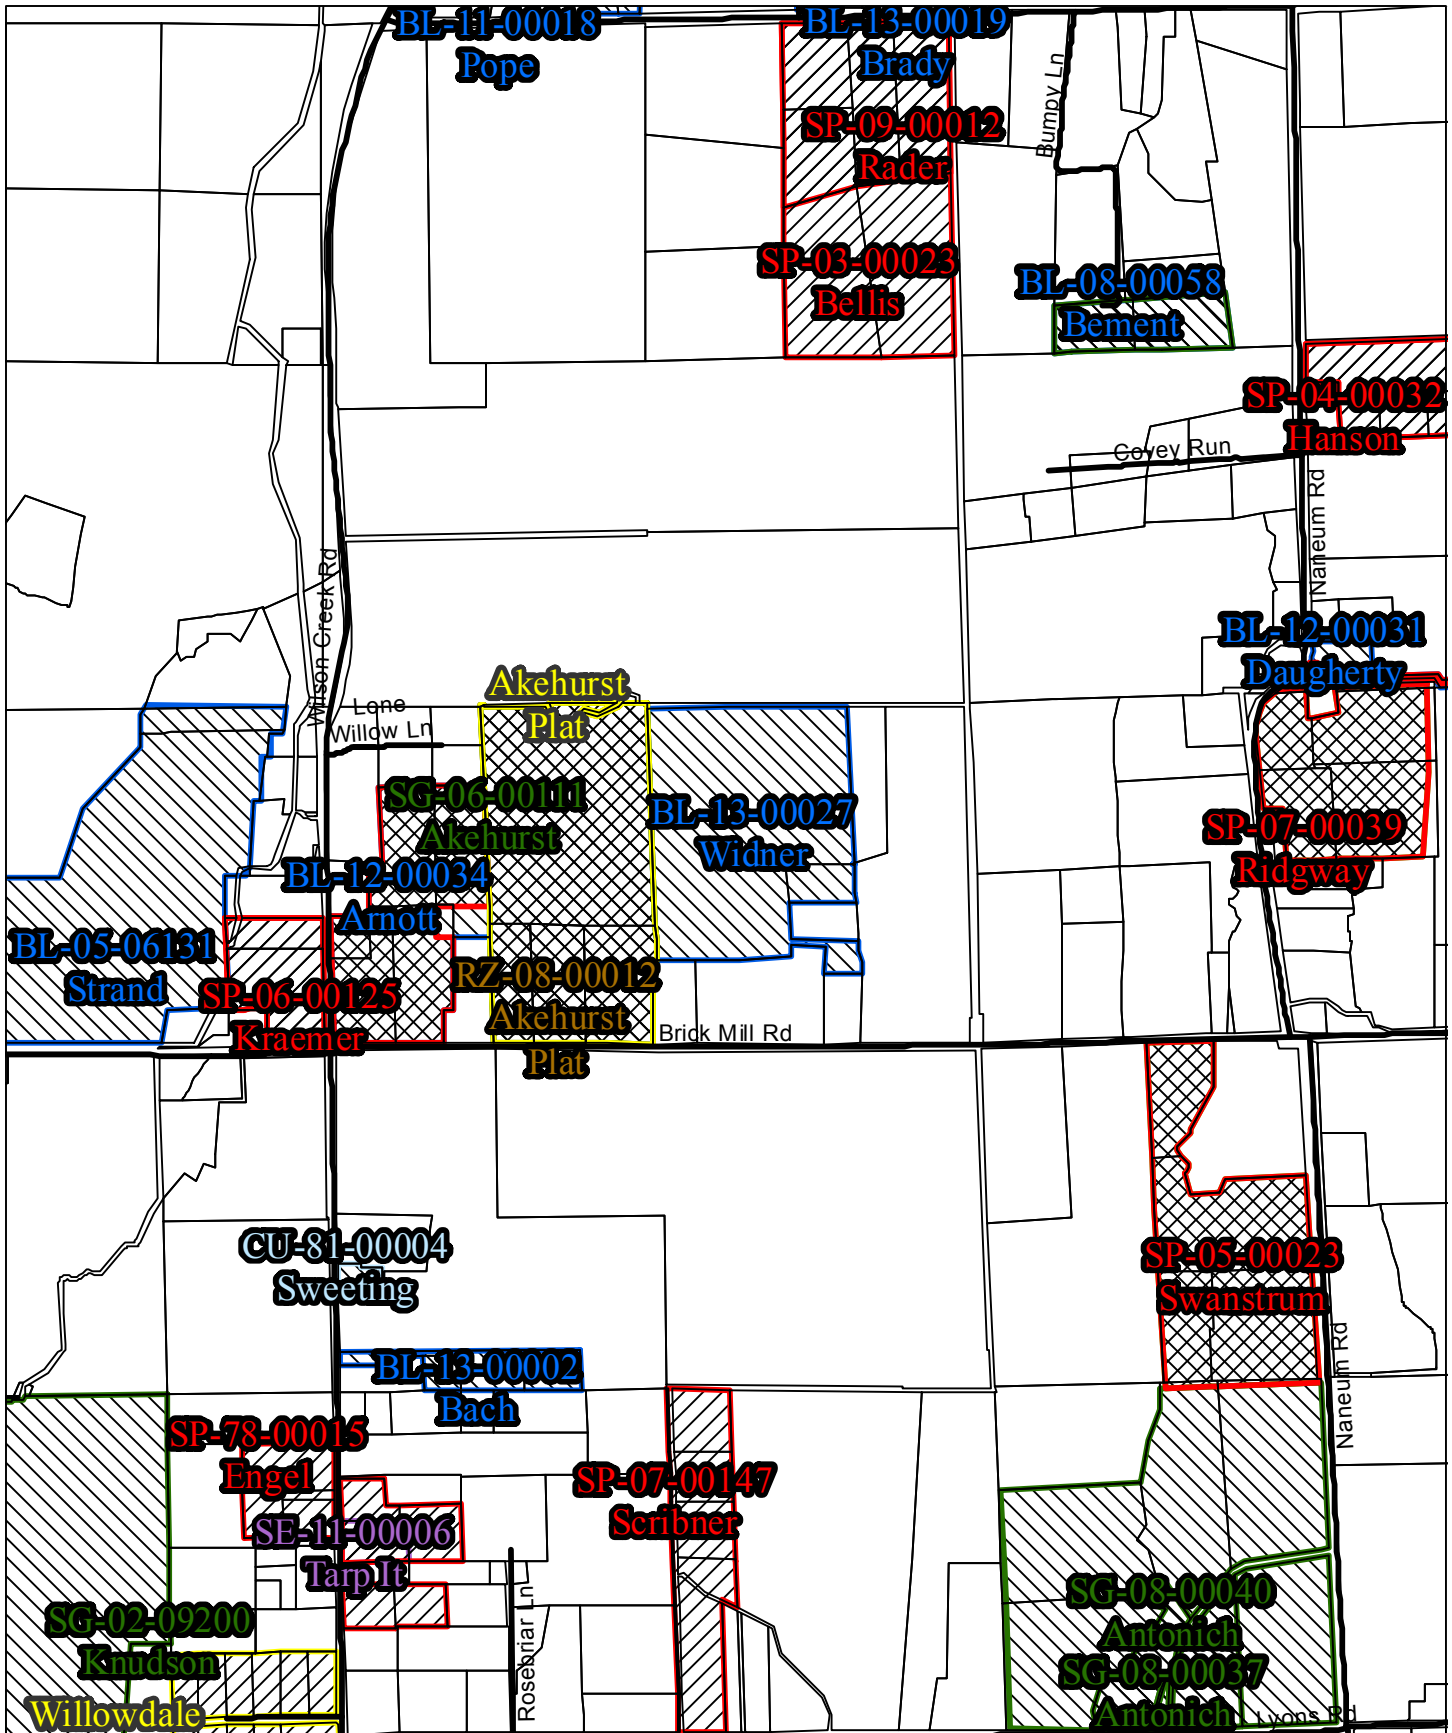 BL-11-00018
Pope
BL-13-00019
Brady
Bumpy Ln
SP-09-00012
Rader
SP-03-00023
Bellis
BL-08-00058
Bement
SP-04-00032
Hanson
Covey Run
Naneum Rd
Wilson Creek Rd
BL-12-00031
Daugherty
Akehurst
Plat
Lone
Willow Ln
SG-06-00111
Akehurst
BL-13-00027
Widner
SP-07-00039
Ridgway
BL-12-00034
Arnott
BL-05-06131
Strand
SP-06-00125
Kraemer
RZ-08-00012
Akehurst
Plat
Brick Mill Rd
CU-81-00004
Sweeting
SP-05-00023
Swanstrum
Naneum Rd
BL-13-00002
Bach
SP-78-00015
Engel
SP-07-00147
Scribner
SE-11-00006
Tarp It
Rosebriar Ln
SG-02-09200
Knudson
SG-08-00040
Antonich
SG-08-00037
Antonich
Willowdale
Lyons Rd